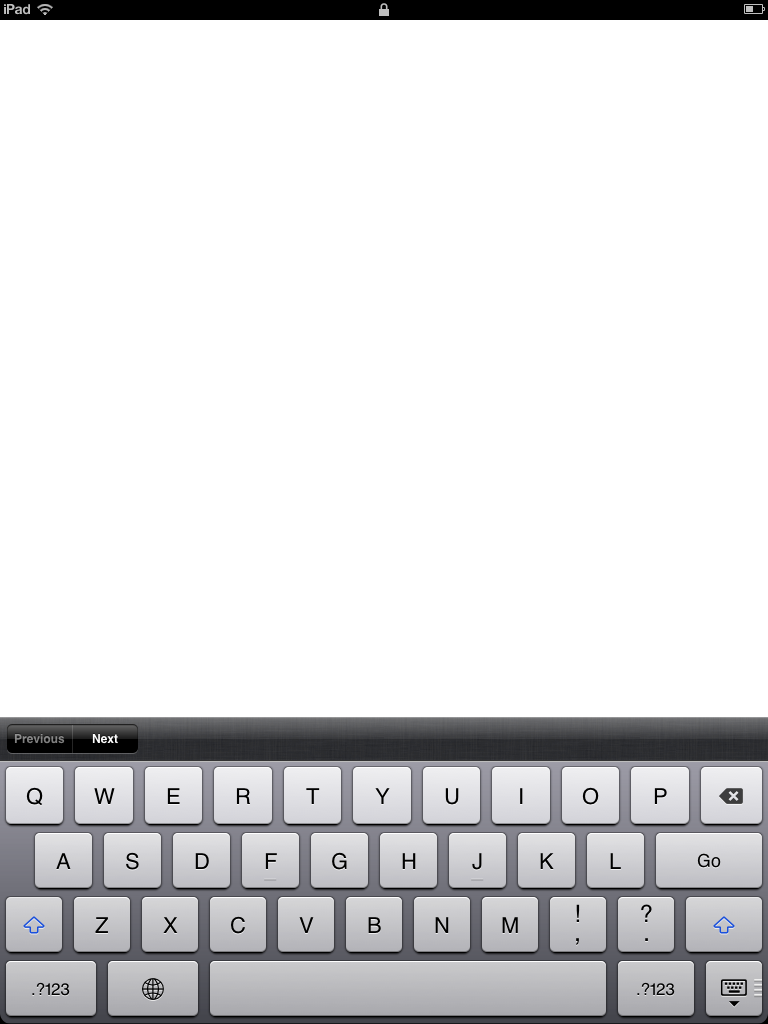 iPad
Previous Next
Q W E R T Y U I O P
A S D F G H J K L Go
Z X C V B N M ! , ? .
.?123 .?123